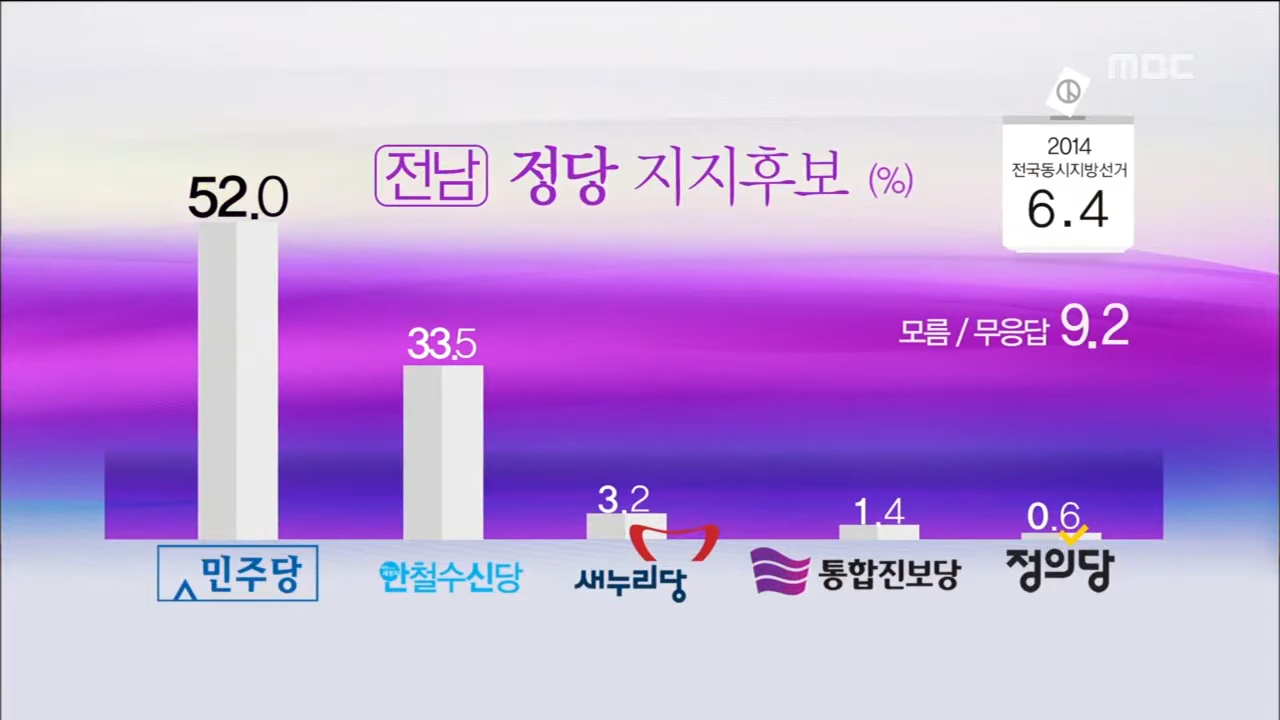 MBC
전남 정당 지지후보 (%)
2014
전국동시지방선거
6.4
모름 / 무응답 9.2
52.0
33.5
3.2
1.4
0.6
민주당
안철수신당
새누리당
통합진보당
정의당